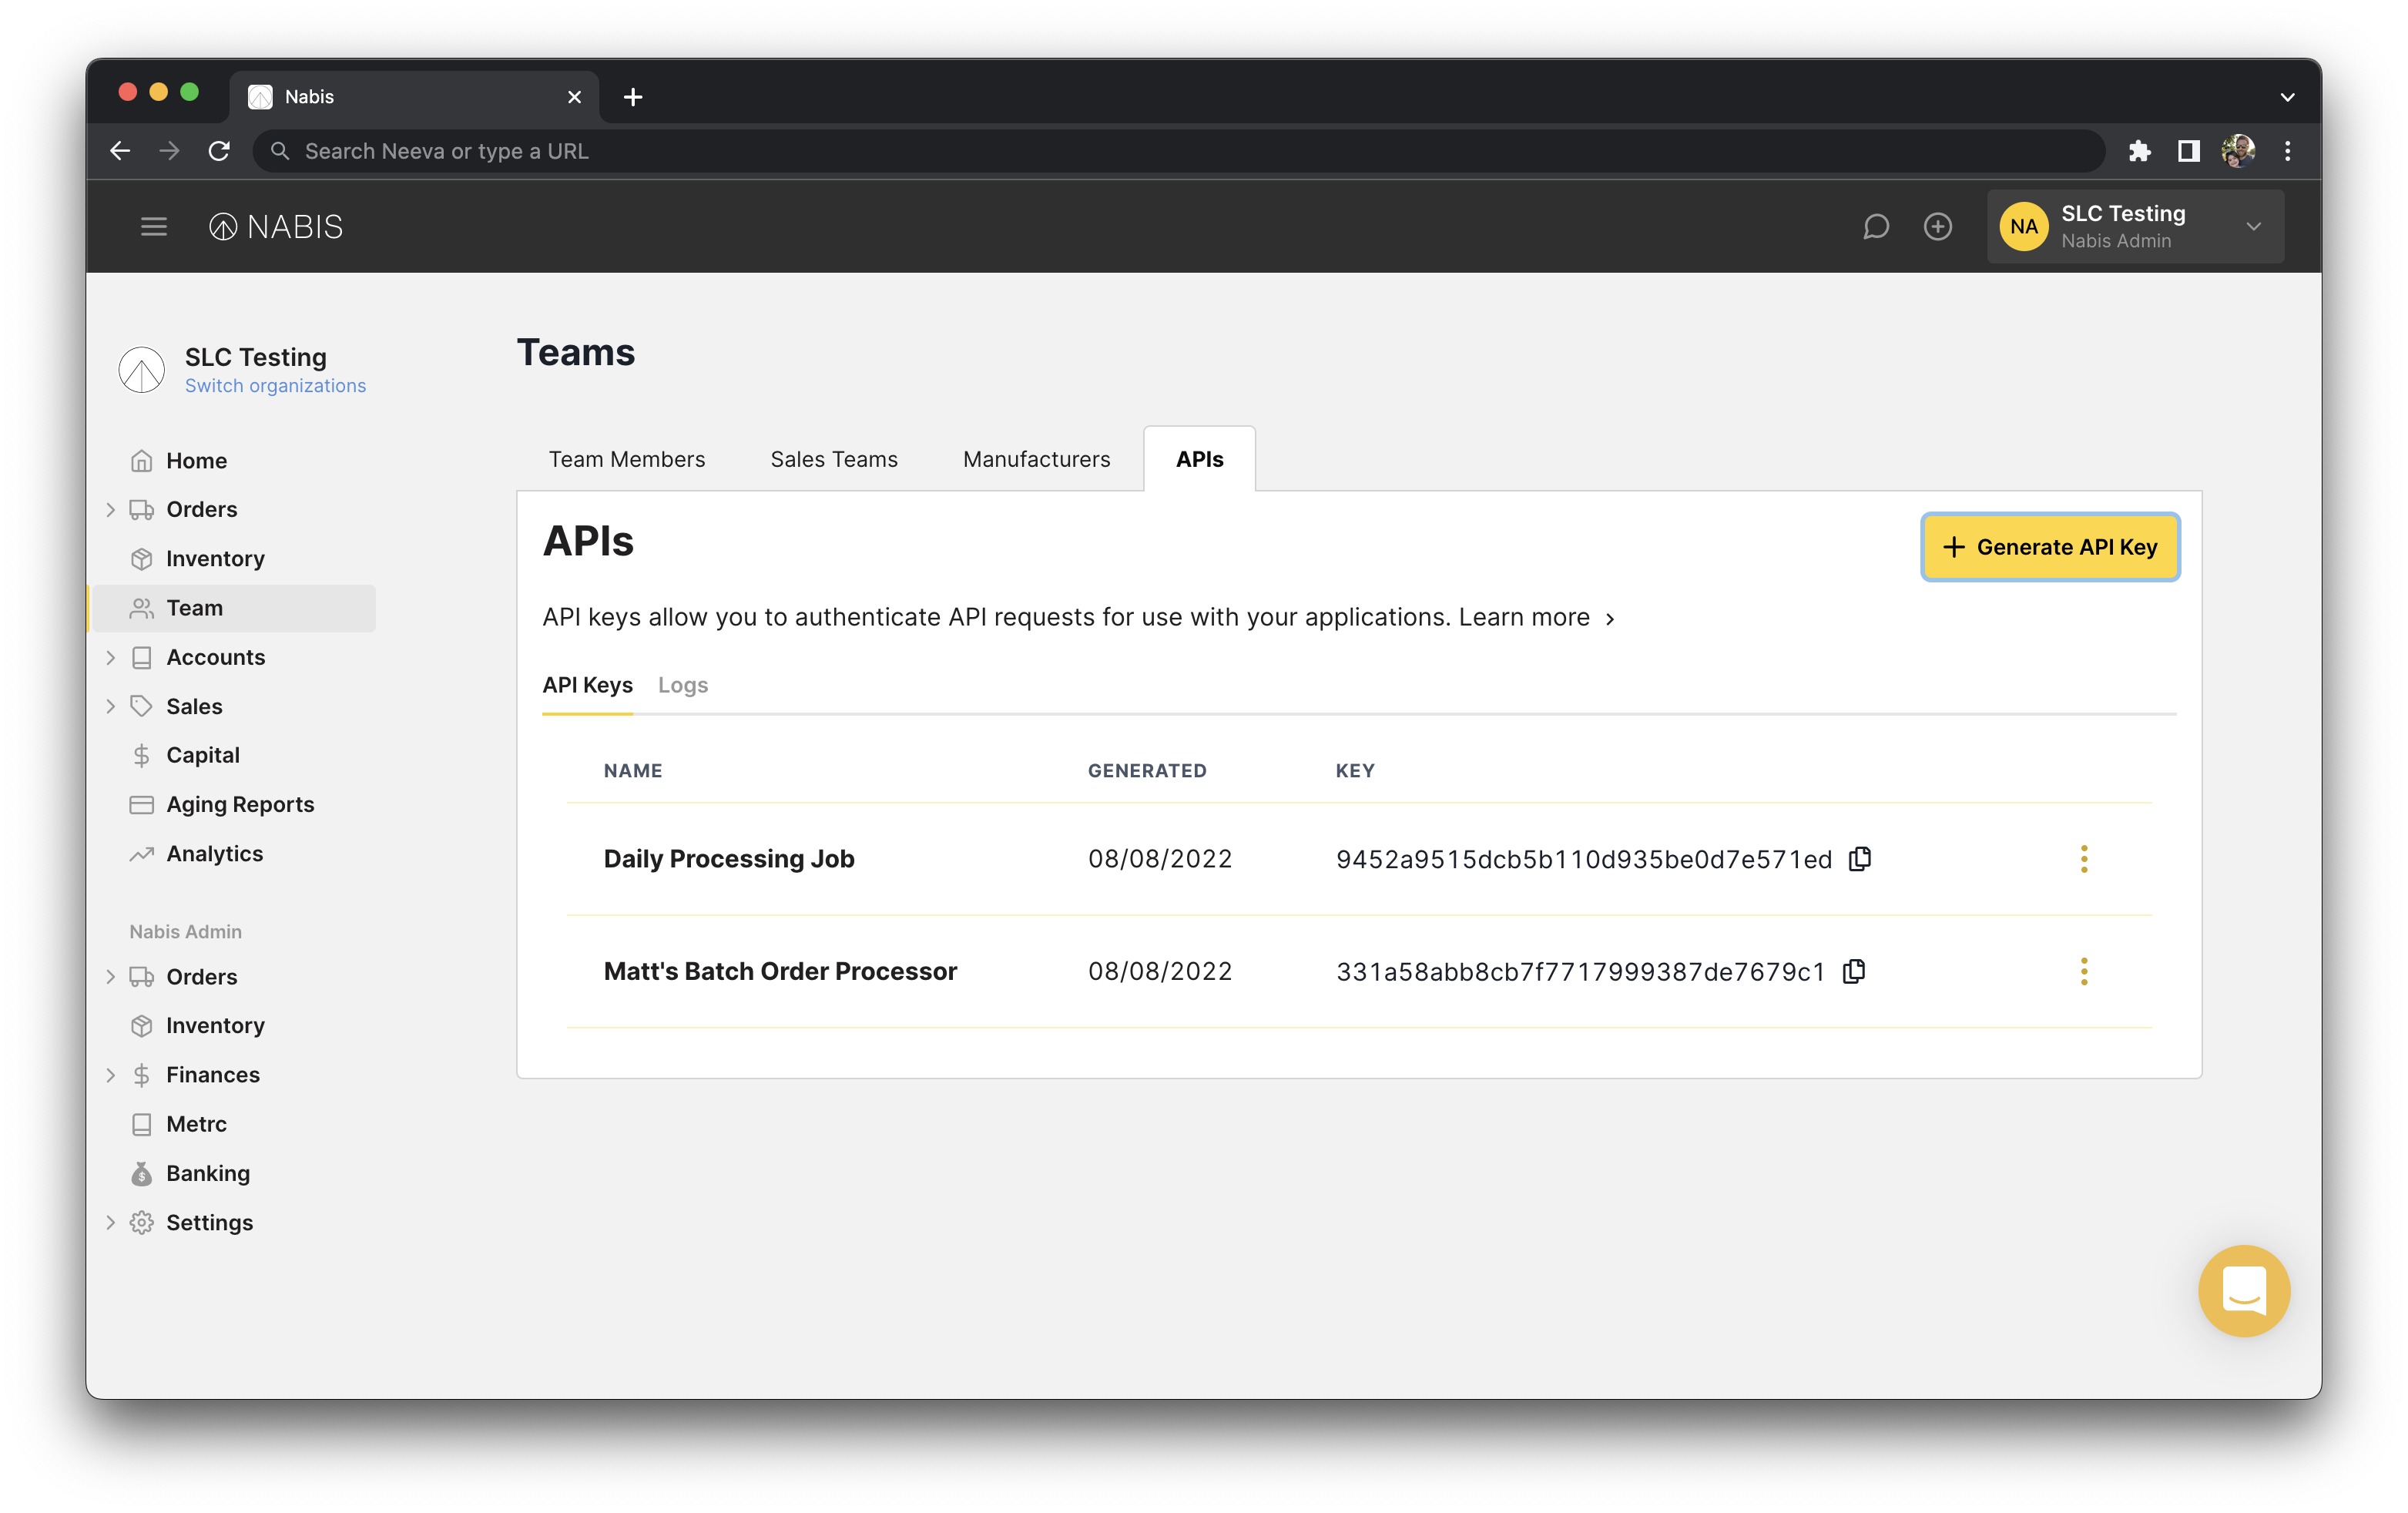 Nabis
Search Neeva or type a URL
NABIS
NA
SLC Testing
Nabis Admin
SLC Testing
Switch organizations
Home
Orders
Inventory
Team
Accounts
Sales
Capital
Aging Reports
Analytics
Nabis Admin
Orders
Inventory
Finances
Metrc
Banking
Settings
Teams
Team Members Sales Teams Manufacturers APIs
APIs
Generate API Key
API keys allow you to authenticate API requests for use with your applications. Learn more
API Keys Logs
NAME GENERATED KEY
Daily Processing Job 08/08/2022 9452a9515dcb5b110d935be0d7e571ed
Matt's Batch Order Processor 08/08/2022 331a58abb8cb7f7717999387de7679c1